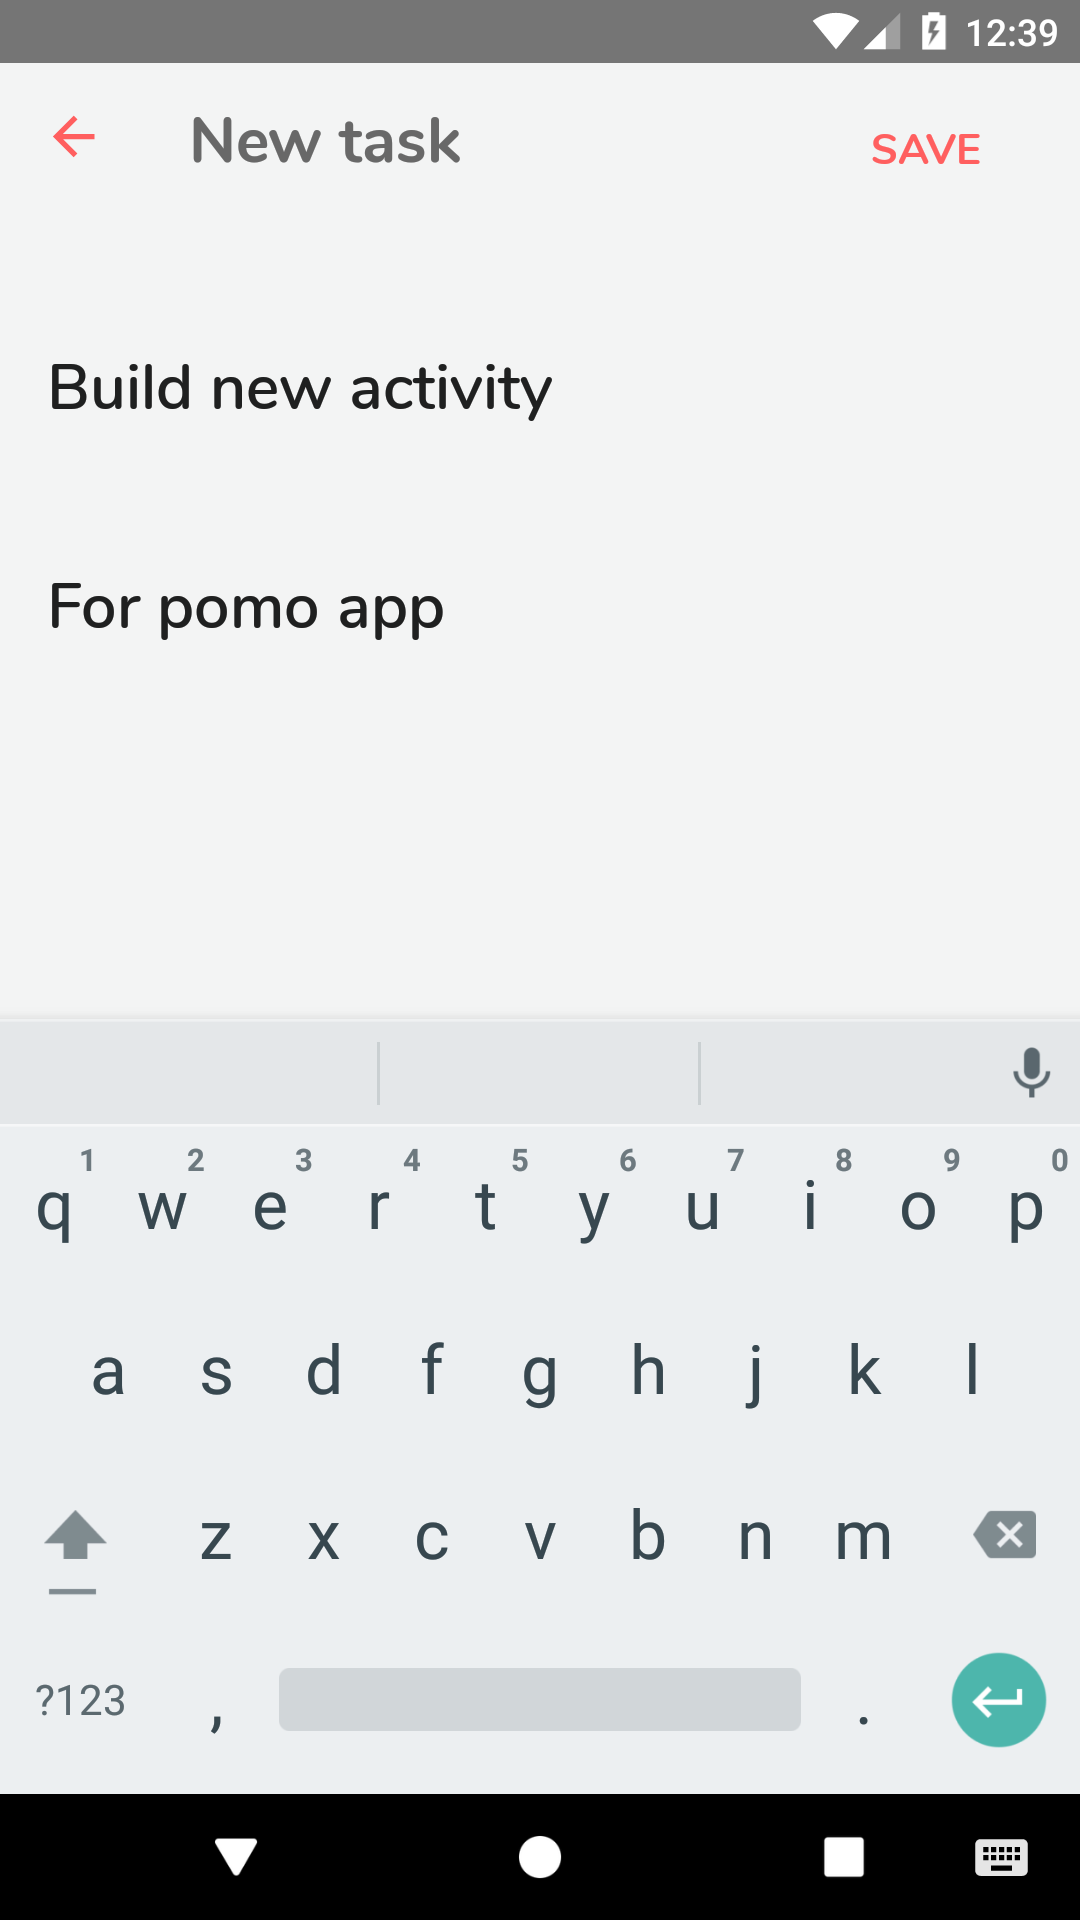 12:39
New task
SAVE
Build new activity
For pomo app
1 2 3 4 5 6 7 8 9 0
q w e r t y u i o p
a s d f g h j k l
z x c v b n m
?123 , .